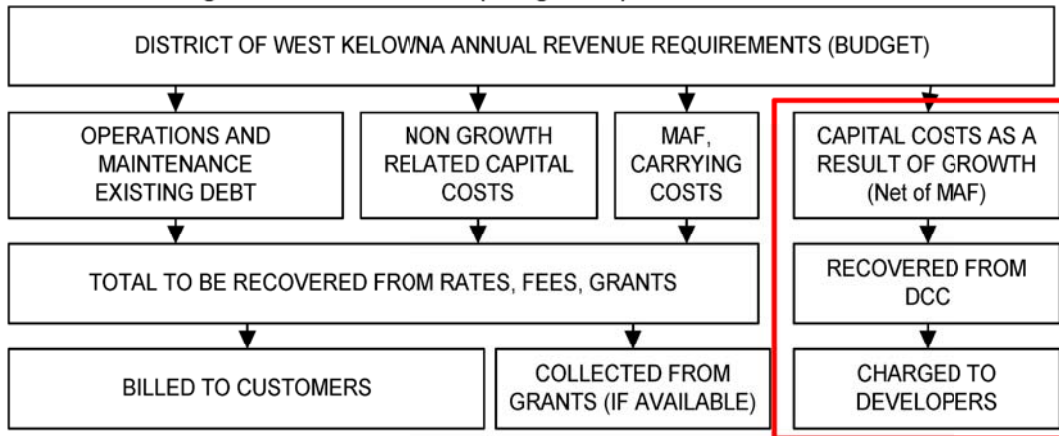 DISTRICT OF WEST KELOWNA ANNUAL REVENUE REQUIREMENTS (BUDGET)
OPERATIONS AND
MAINTENANCE
EXISTING DEBT
NON GROWTH
RELATED CAPITAL
COSTS
MAF,
CARRYING
COSTS
CAPITAL COSTS AS A
RESULT OF GROWTH
(Net of MAF)
TOTAL TO BE RECOVERED FROM RATES, FEES, GRANTS
RECOVERED FROM
DCC
BILLED TO CUSTOMERS
COLLECTED FROM
GRANTS (IF AVAILABLE)
CHARGED TO
DEVELOPERS